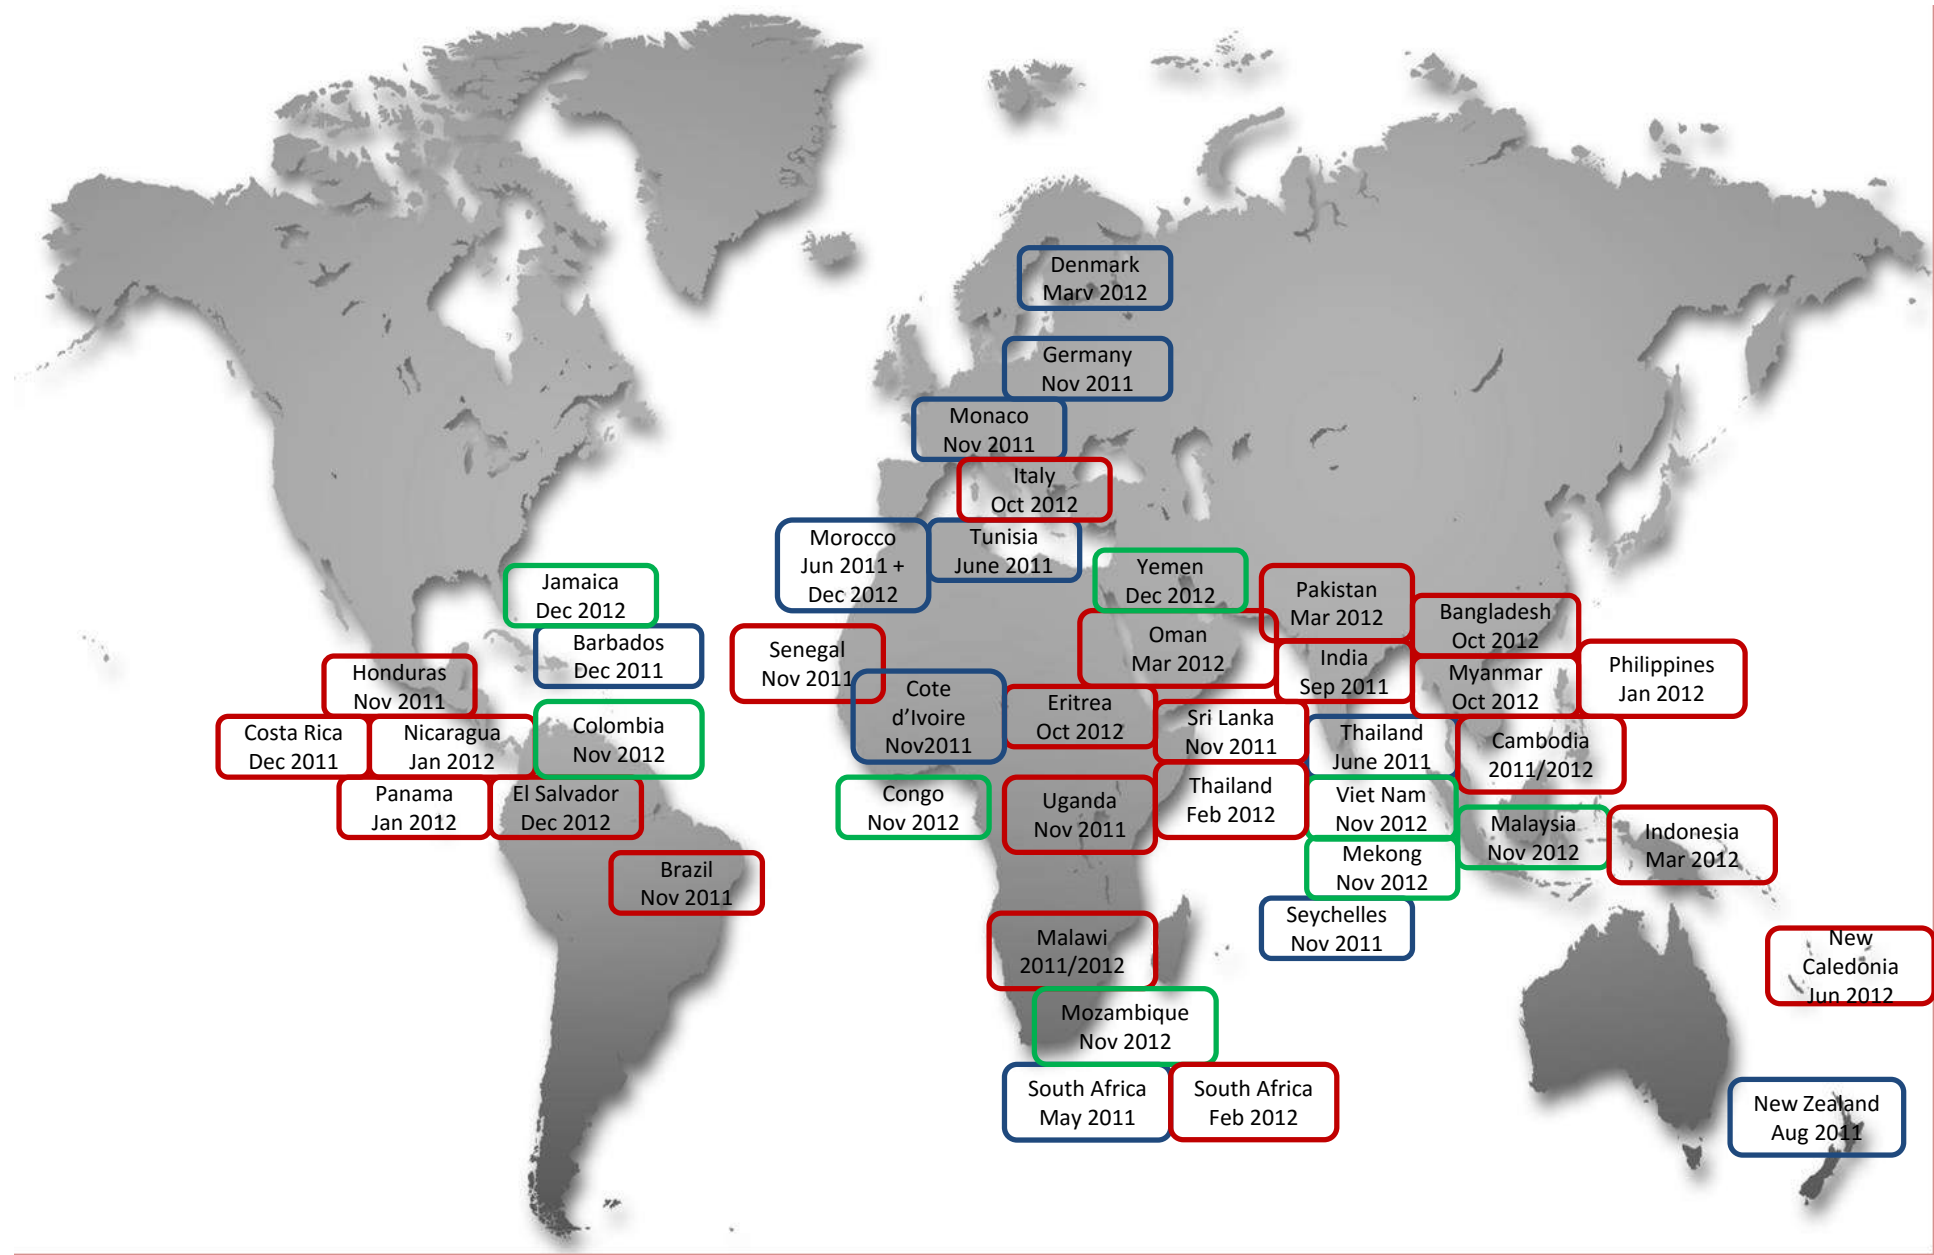 Denmark
Marv 2012
Germany
Nov 2011
Monaco
Nov 2011
Italy
Oct 2012
Morocco
Jun 2011 +
Dec 2012
Tunisia
June 2011
Yemen
Dec 2012
Pakistan
Mar 2012
Bangladesh
Oct 2012
Jamaica
Dec 2012
Barbados
Dec 2011
Senegal
Nov 2011
Oman
Mar 2012
India
Sep 2011
Myanmar
Oct 2012
Philippines
Jan 2012
Honduras
Nov 2011
Cote
d'Ivoire
Nov2011
Eritrea
Oct 2012
Sri Lanka
Nov 2011
Thailand
June 2011
Cambodia
2011/2012
Costa Rica
Dec 2011
Nicaragua
Jan 2012
Colombia
Nov 2012
Panama
Jan 2012
El Salvador
Dec 2012
Congo
Nov 2012
Uganda
Nov 2011
Thailand
Feb 2012
Viet Nam
Nov 2012
Malaysia
Nov 2012
Indonesia
Mar 2012
Mekong
Nov 2012
Brazil
Nov 2011
Seychelles
Nov 2011
Malawi
2011/2012
New
Caledonia
Jun 2012
Mozambique
Nov 2012
South Africa
May 2011
South Africa
Feb 2012
New Zealand
Aug 2011